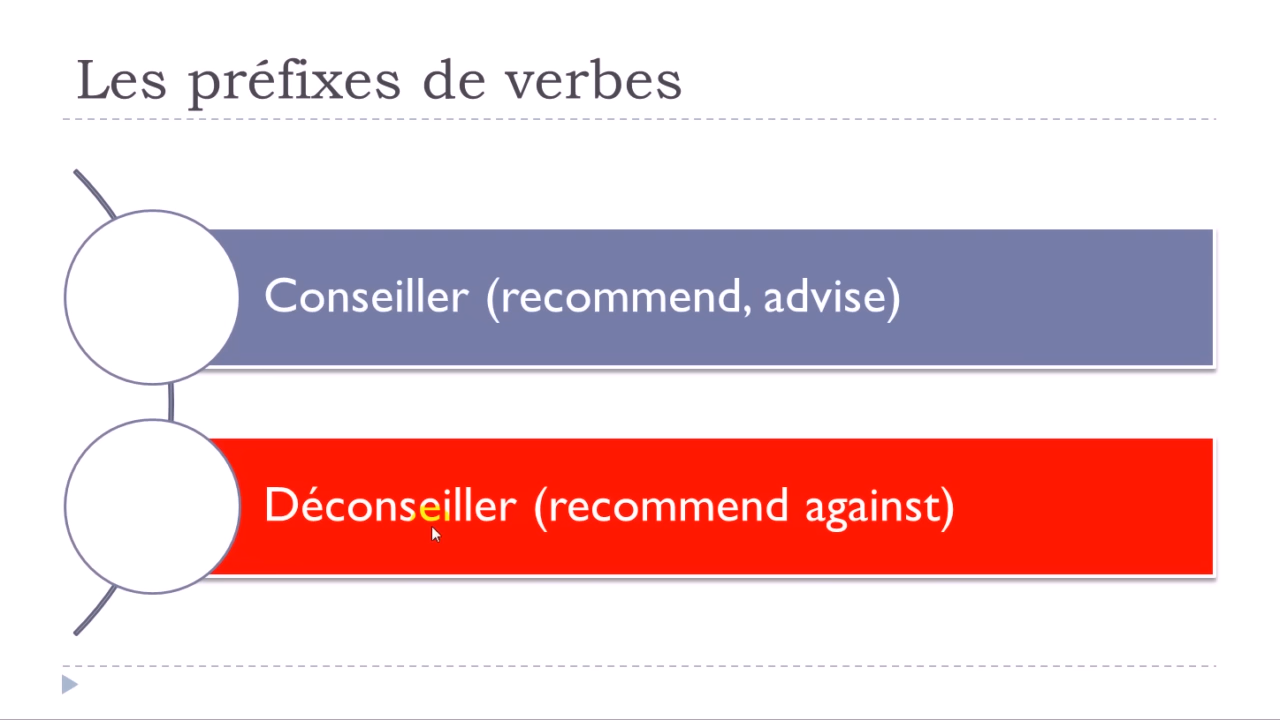 Les préfixes de verbes
Conseiller (recommend, advise)
Déconseiller (recommend against)